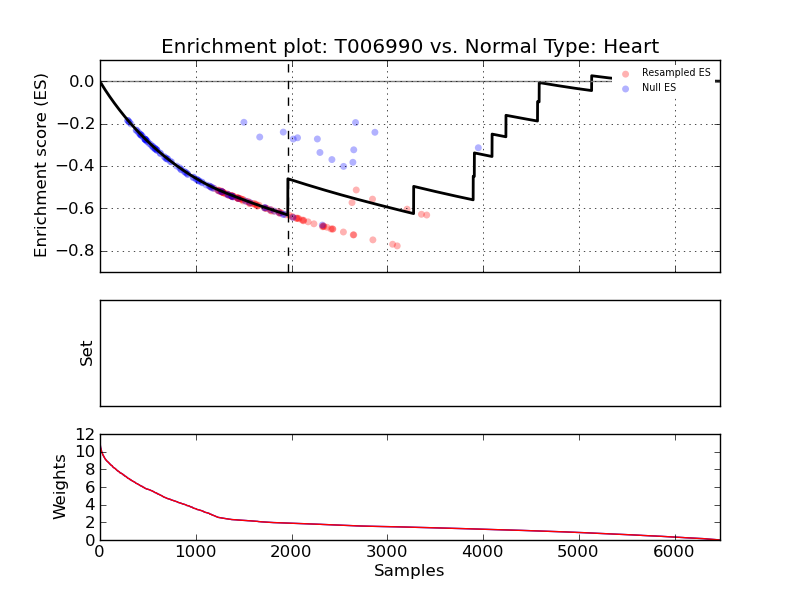 Enrichment plot: T006990 vs. Normal Type: Heart
Enrichment score (ES)
0.0
−0.2
−0.4
−0.6
−0.8
Resampled ES
Null ES
Set
Weights
12
10
8
6
4
2
0
0 1000 2000 3000 4000 5000 6000
Samples